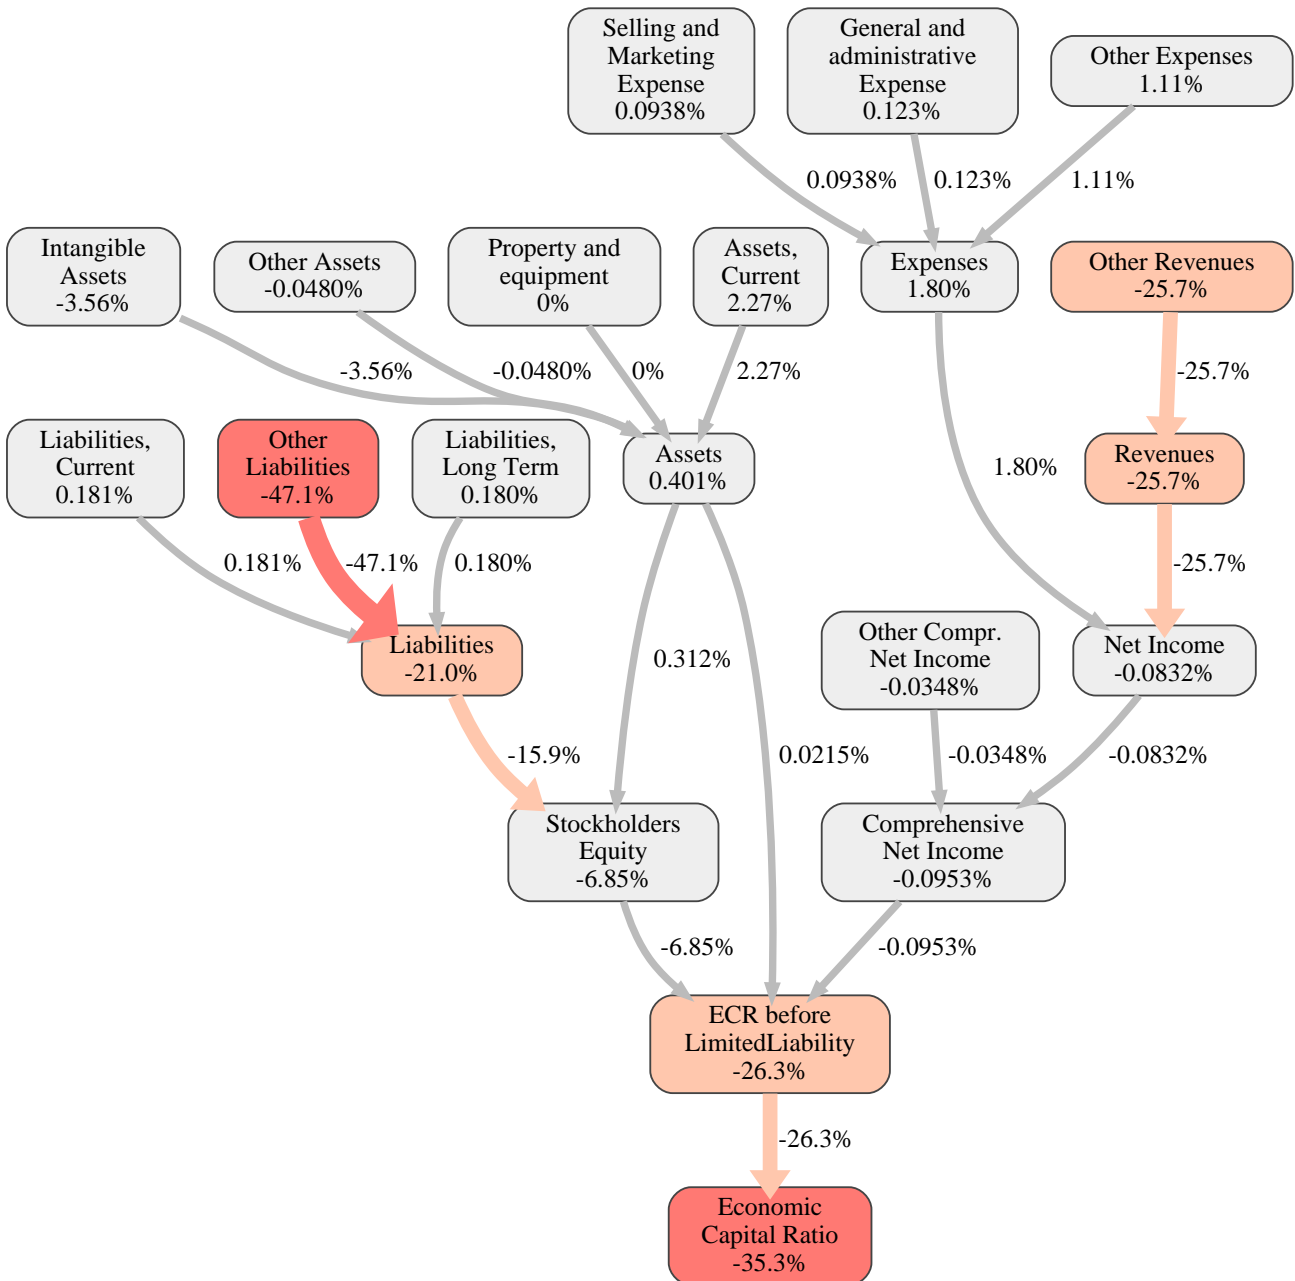 Selling and
Marketing
Expense
0.0938%
General and
administrative
Expense
0.123%
Other Expenses
1.11%
0.0938%
0.123%
1.11%
Intangible
Assets
-3.56%
Other Assets
-0.0480%
Property and
equipment
0%
Assets,
Current
2.27%
Expenses
1.80%
Other Revenues
-25.7%
-3.56%
-0.0480%
0%
2.27%
-25.7%
Liabilities,
Current
0.181%
Other
Liabilities
-47.1%
Liabilities,
Long Term
0.180%
Assets
0.401%
1.80%
Revenues
-25.7%
0.181%
-47.1%
0.180%
-25.7%
Liabilities
-21.0%
0.312%
Other Compr.
Net Income
-0.0348%
Net Income
-0.0832%
-15.9%
0.0215%
-0.0348%
-0.0832%
Stockholders
Equity
-6.85%
Comprehensive
Net Income
-0.0953%
-6.85%
-0.0953%
ECR before
LimitedLiability
-26.3%
-26.3%
Economic
Capital Ratio
-35.3%